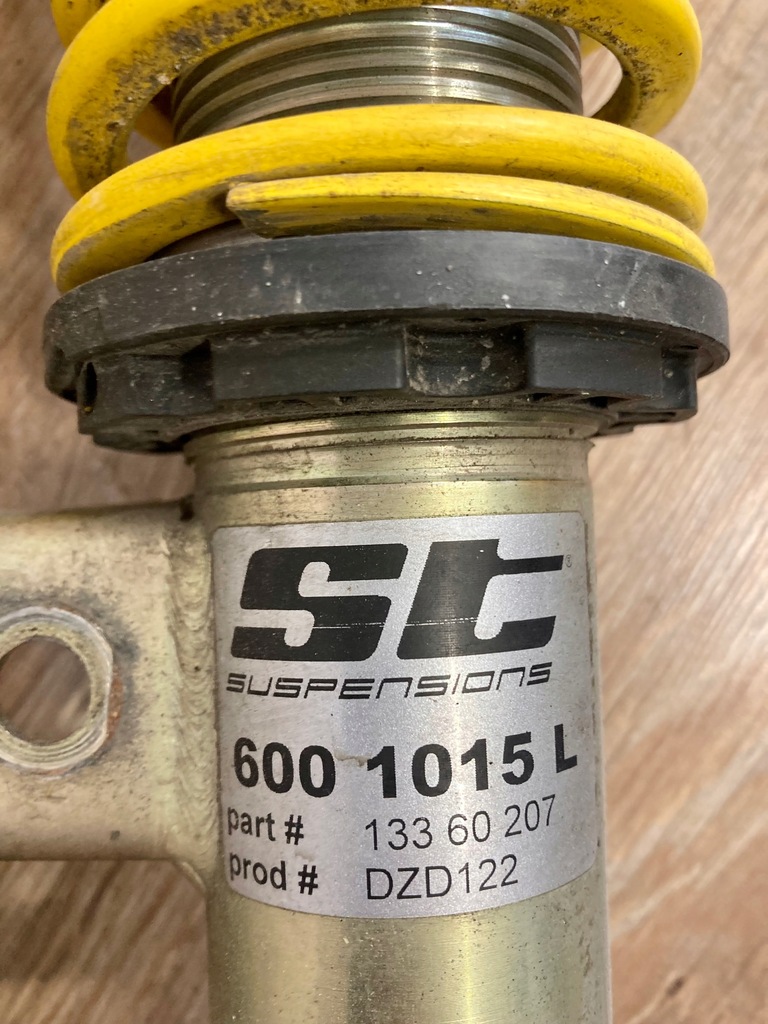 st®
SUSPENSIONS
600 1015 L
part # 133 60 207
prod # DZD122